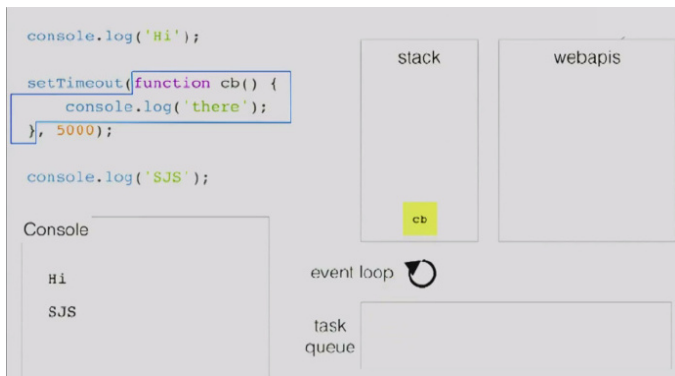 console.log('Hi');
setTimeout(function cb() {
    console.log('there');
}, 5000);
console.log('SJS');
Console
Hi
SJS
stack
webapis
cb
event loop
task
queue